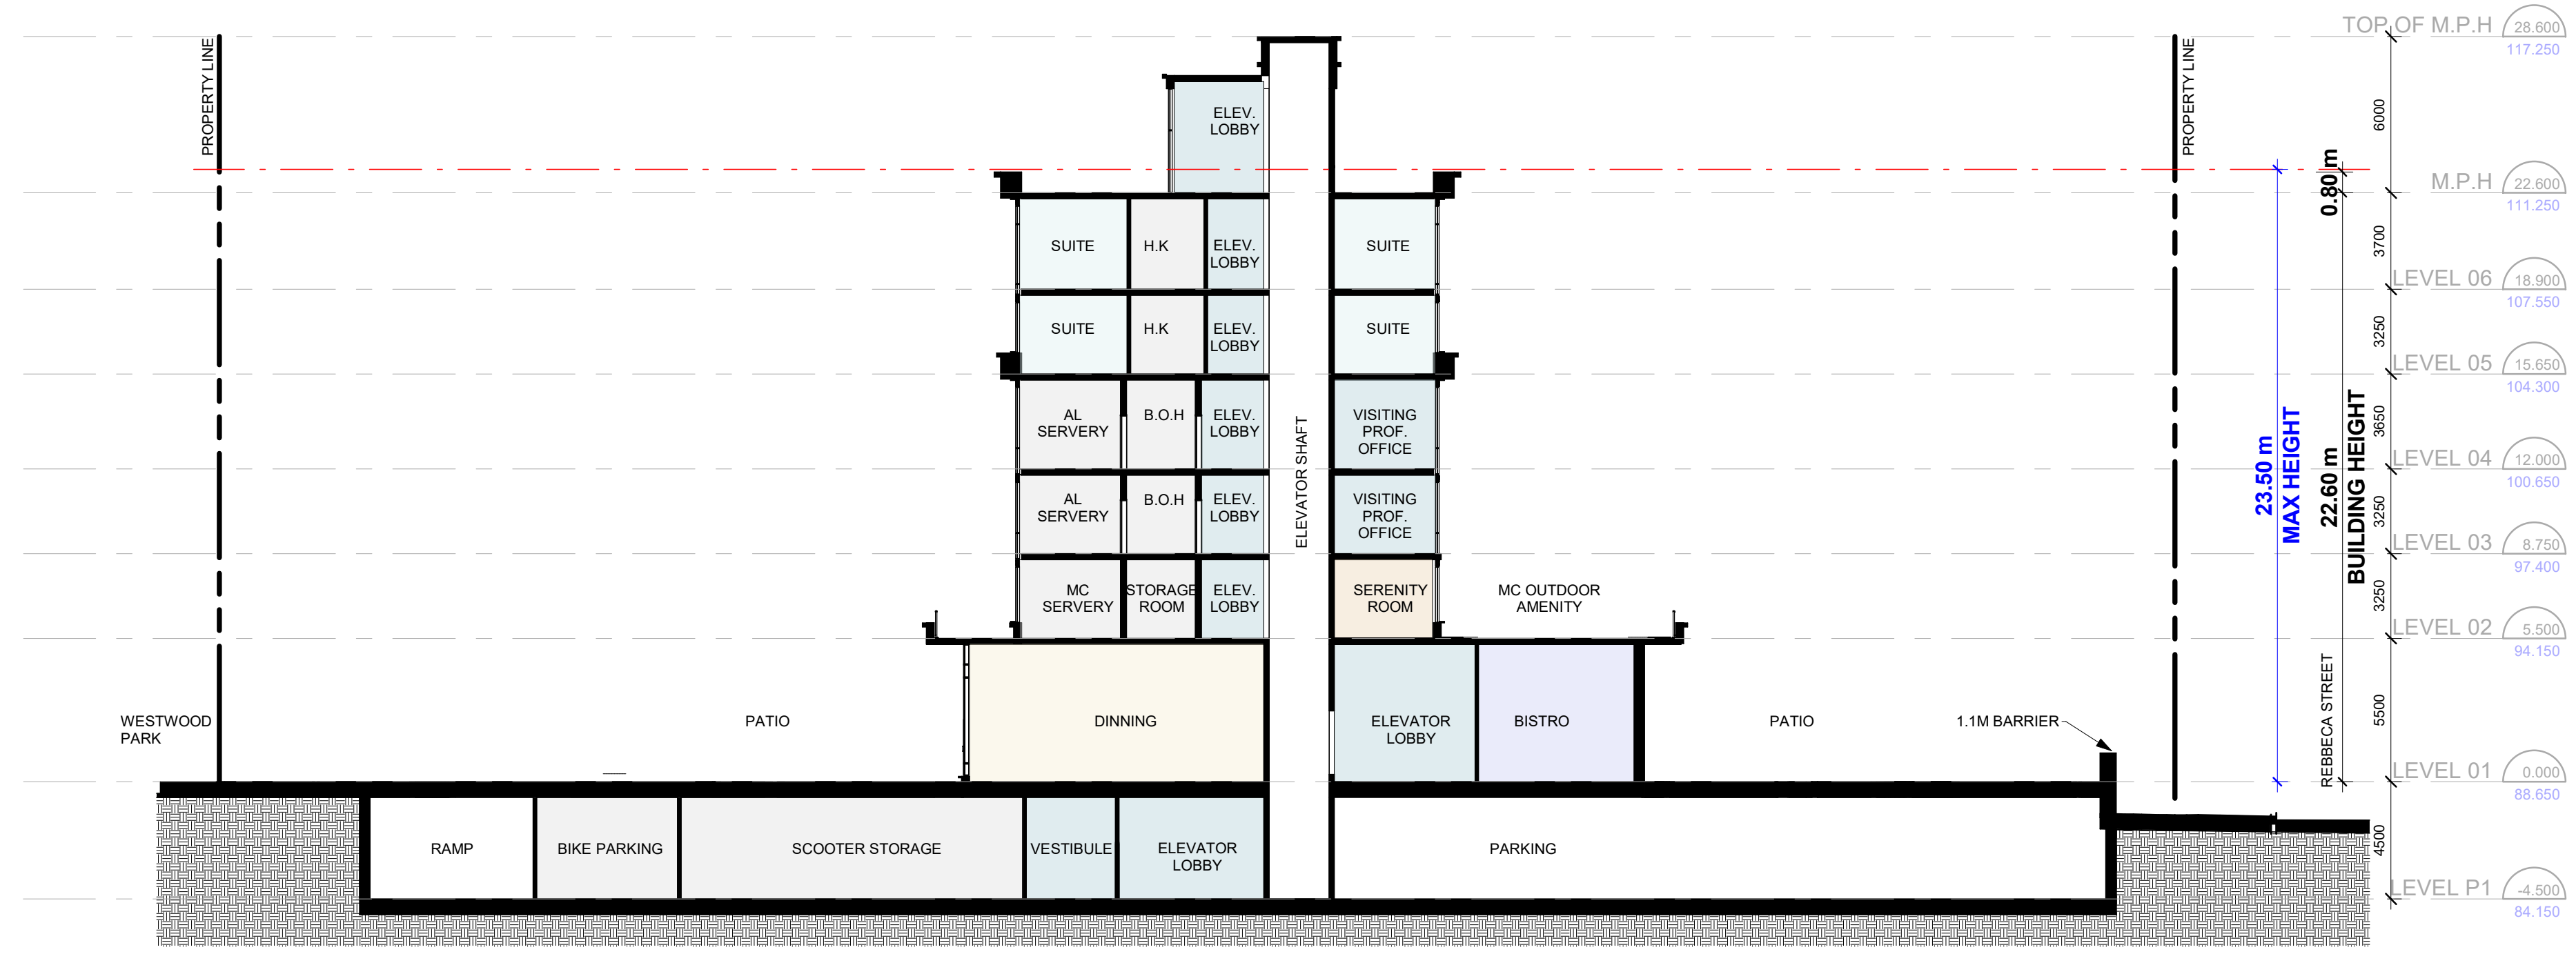 TOP OF M.P.H
28.600
117.250
PROPERTY LINE
PROPERTY LINE
ELEV.
LOBBY
6000
0.80 m
M.P.H
22.600
111.250
SUITE
H.K
ELEV.
LOBBY
SUITE
3700
LEVEL 06
18.900
107.550
SUITE
H.K
ELEV.
LOBBY
SUITE
3250
LEVEL 05
15.650
104.300
AL
SERVERY
B.O.H
ELEV.
LOBBY
ELEVATOR SHAFT
VISITING
PROF.
OFFICE
3650
23.50 m
MAX HEIGHT
22.60 m
BUILDING HEIGHT
LEVEL 04
12.000
100.650
AL
SERVERY
B.O.H
ELEV.
LOBBY
VISITING
PROF.
OFFICE
3250
LEVEL 03
8.750
97.400
MC
SERVERY
STORAGE
ROOM
ELEV.
LOBBY
SERENITY
ROOM
MC OUTDOOR
AMENITY
3250
LEVEL 02
5.500
94.150
WESTWOOD
PARK
PATIO
DINNING
ELEVATOR
LOBBY
BISTRO
PATIO
1.1M BARRIER
REBBECA STREET
5500
LEVEL 01
0.000
88.650
RAMP
BIKE PARKING
SCOOTER STORAGE
VESTIBULE
ELEVATOR
LOBBY
PARKING
4500
LEVEL P1
-4.500
84.150